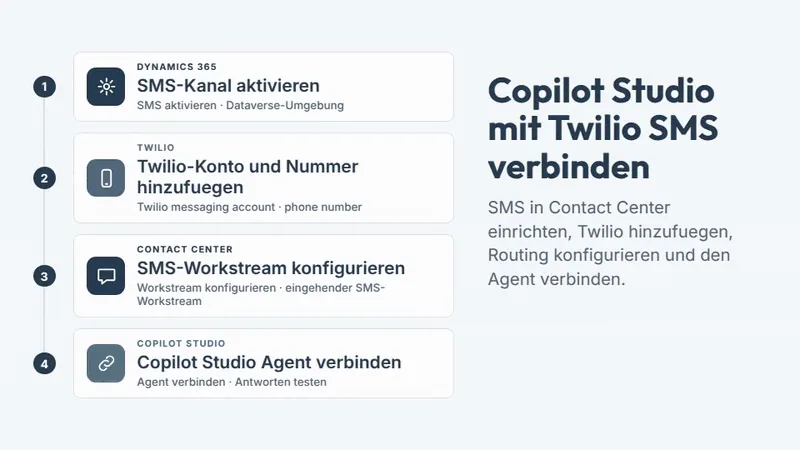 1
DYNAMICS 365
SMS-Kanal aktivieren
SMS aktivieren · Dataverse-Umgebung
2
TWILIO
Twilio-Konto und Nummer
hinzufuegen
Twilio messaging account · phone number
3
CONTACT CENTER
SMS-Workstream konfigurieren
Workstream konfigurieren · eingehender SMS-
Workstream
4
COPILOT STUDIO
Copilot Studio Agent verbinden
Agent verbinden · Antworten testen
Copilot Studio
mit Twilio SMS
verbinden
SMS in Contact Center
einrichten, Twilio hinzufuegen,
Routing konfigurieren und den
Agent verbinden.